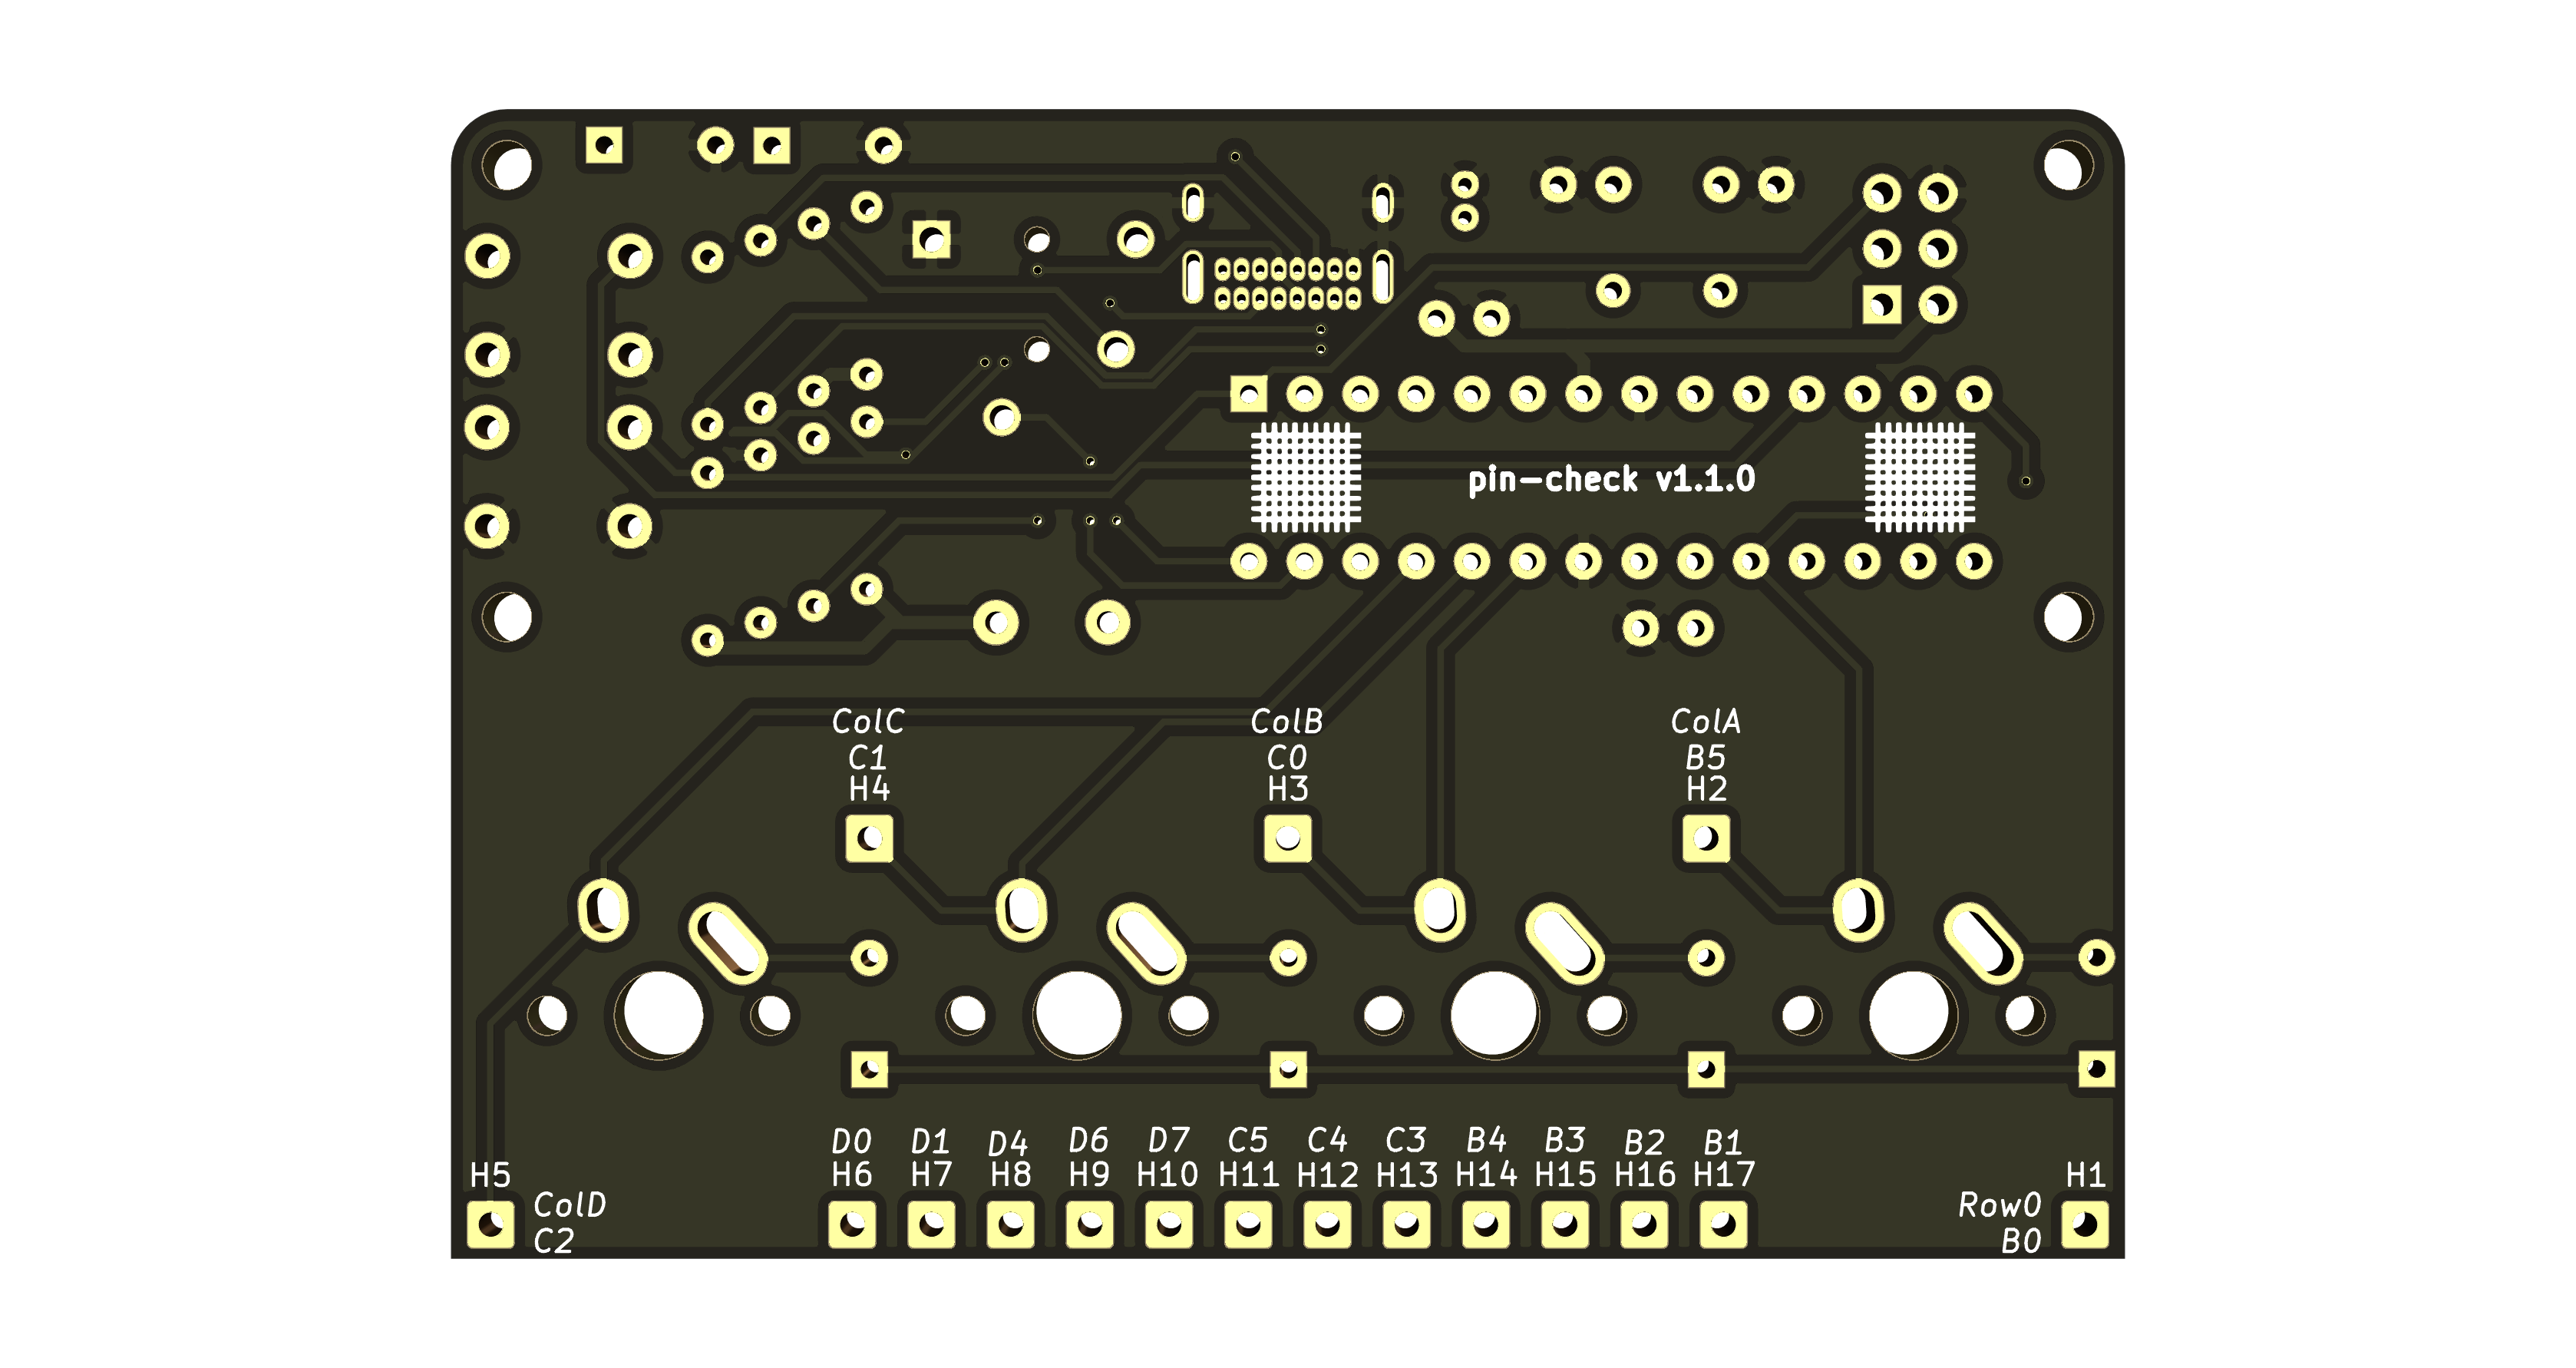 pin-check v1.1.0
ColC ColB ColA
C1 C0 B5
H4 H3 H2
D0 D1 D4 D6 D7 C5 C4 C3 B4 B3 B2 B1
H5 H6 H7 H8 H9 H10 H11 H12 H13 H14 H15 H16 H17 H1
ColD Row0
C2 B0